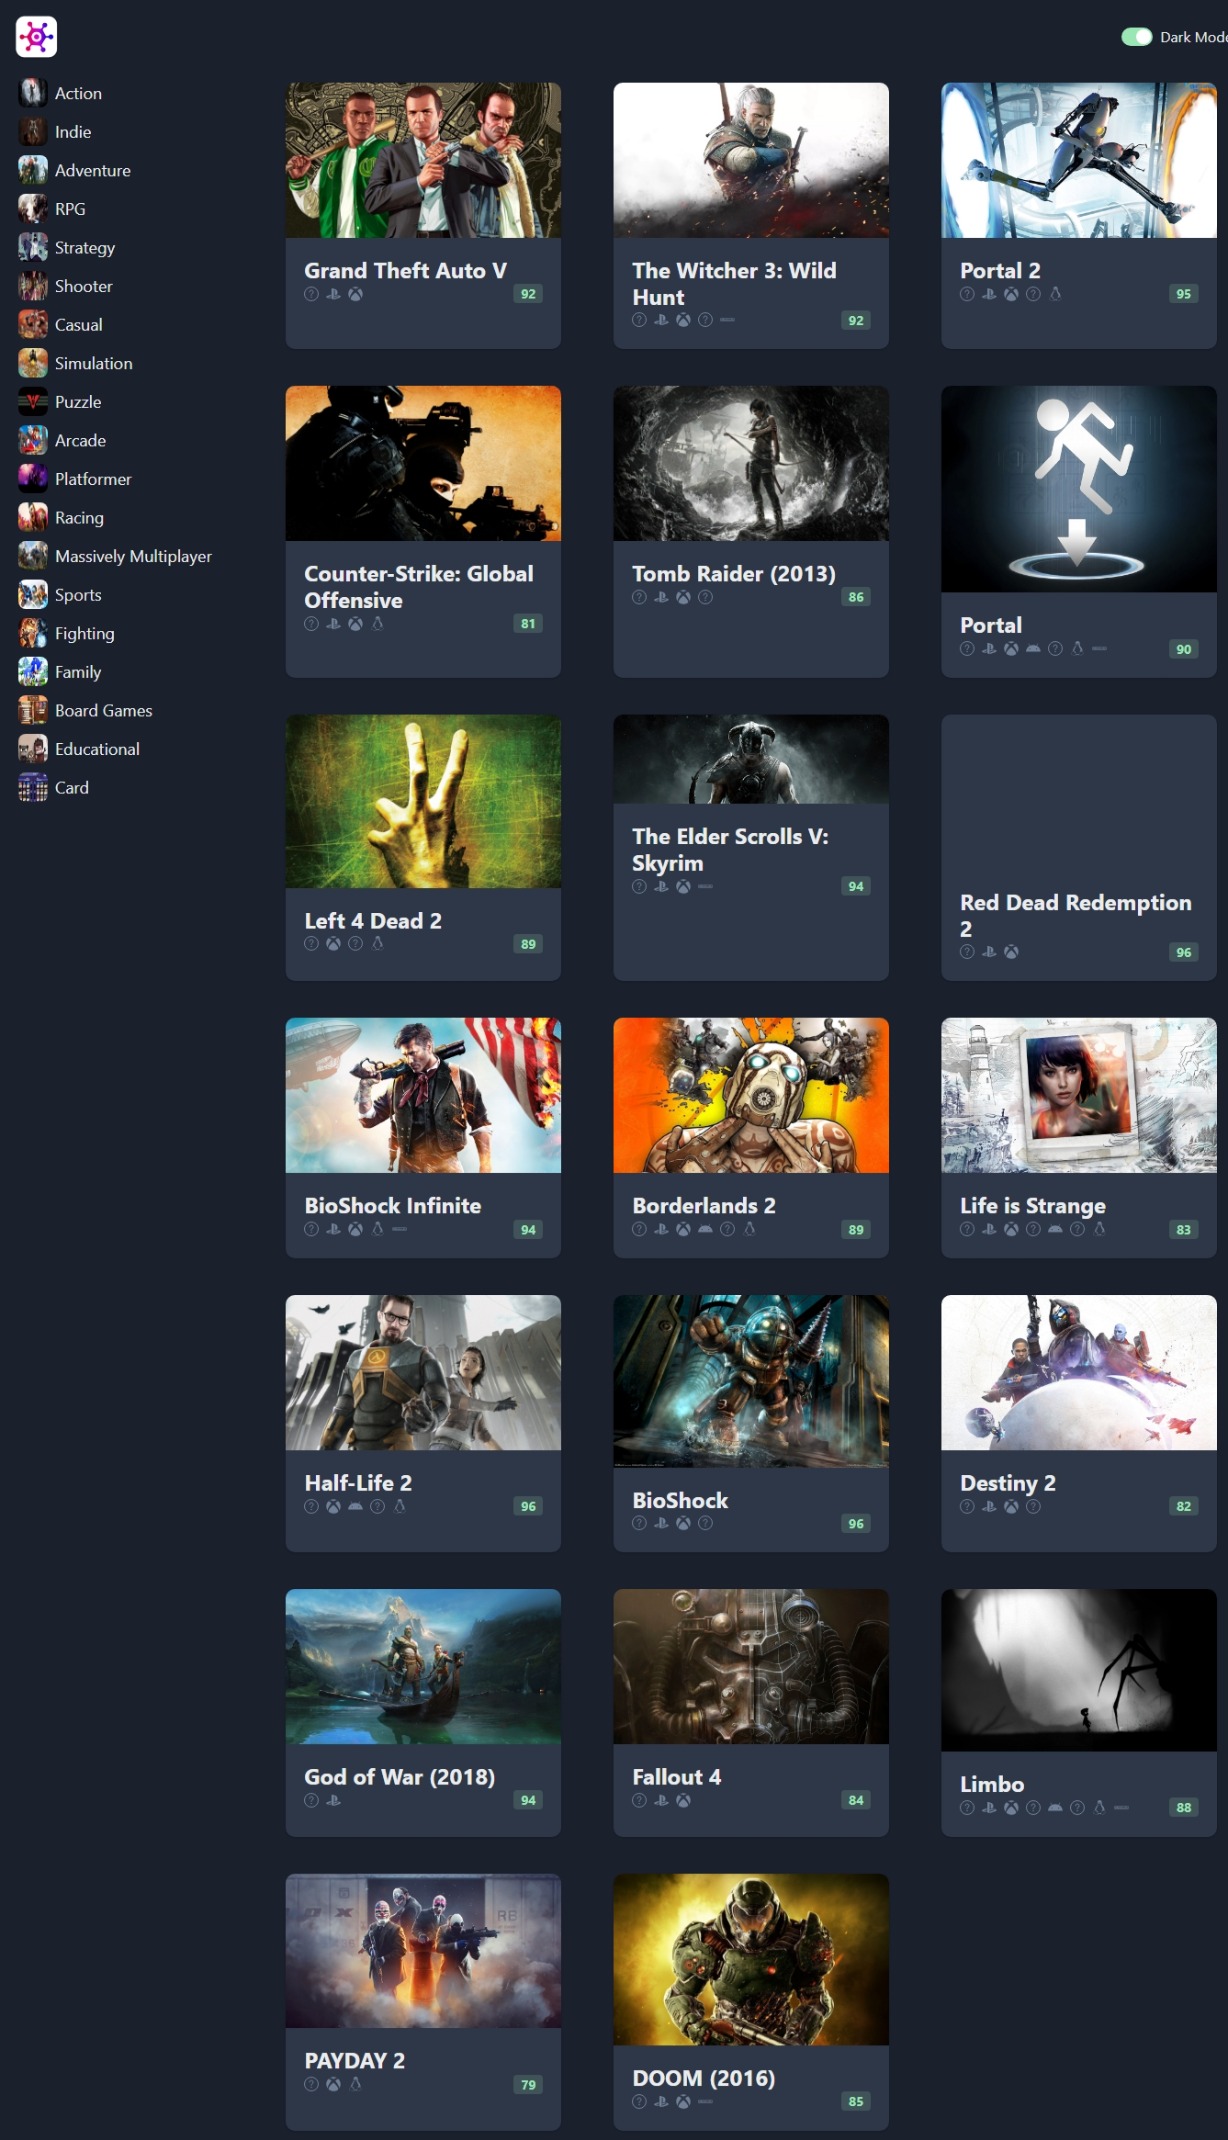 Dark Mode
Action
Indie
Adventure
RPG
Strategy
Shooter
Casual
Simulation
Puzzle
Arcade
Platformer
Racing
Massively Multiplayer
Sports
Fighting
Family
Board Games
Educational
Card
Grand Theft Auto V
92
The Witcher 3: Wild
Hunt
92
Portal 2
95
Counter-Strike: Global
Offensive
81
Tomb Raider (2013)
86
Portal
90
Left 4 Dead 2
89
The Elder Scrolls V:
Skyrim
94
Red Dead Redemption
2
96
BioShock Infinite
94
Borderlands 2
89
Life is Strange
83
Half-Life 2
96
BioShock
96
Destiny 2
82
God of War (2018)
94
Fallout 4
84
Limbo
88
PAYDAY 2
79
DOOM (2016)
85